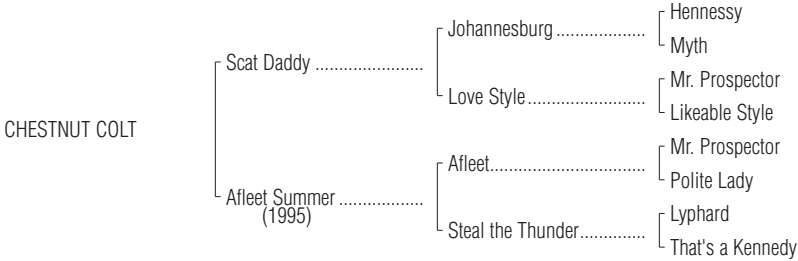 Hennessy
Johannesburg ...................
Myth
Scat Daddy .......................
Mr. Prospector
Love Style.........................
Likeable Style
CHESTNUT COLT
Mr. Prospector
Afleet.................................
Polite Lady
Afleet Summer ..................
(1995)
Lyphard
Steal the Thunder..............
That's a Kennedy